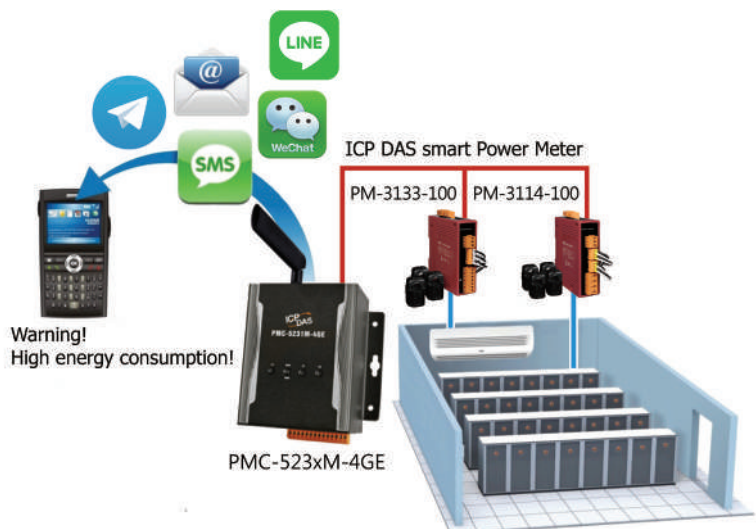 LINE
@
WeChat
SMS
ICP DAS smart Power Meter
PM-3133-100
PM-3114-100
ICP
DAS
PMC-5231M-4GE
Warning!
High energy consumption!
PMC-523xM-4GE